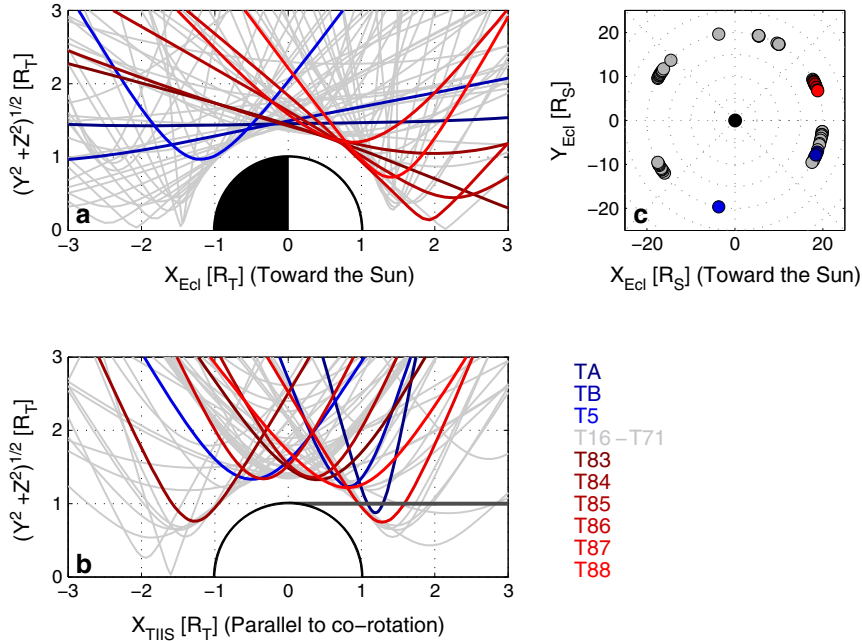 3
2
1
0
(Y² +Z²)^1/2 [R_T]
a
−3 −2 −1 0 1 2 3
X_Ecl [R_T] (Toward the Sun)
20
10
0
−10
−20
Y_Ecl [R_S]
c
−20 0 20
X_Ecl [R_S] (Toward the Sun)
3
2
1
0
(Y² +Z²)^1/2 [R_T]
b
−3 −2 −1 0 1 2 3
X_TIIS [R_T] (Parallel to co−rotation)
TA
TB
T5
T16−T71
T83
T84
T85
T86
T87
T88